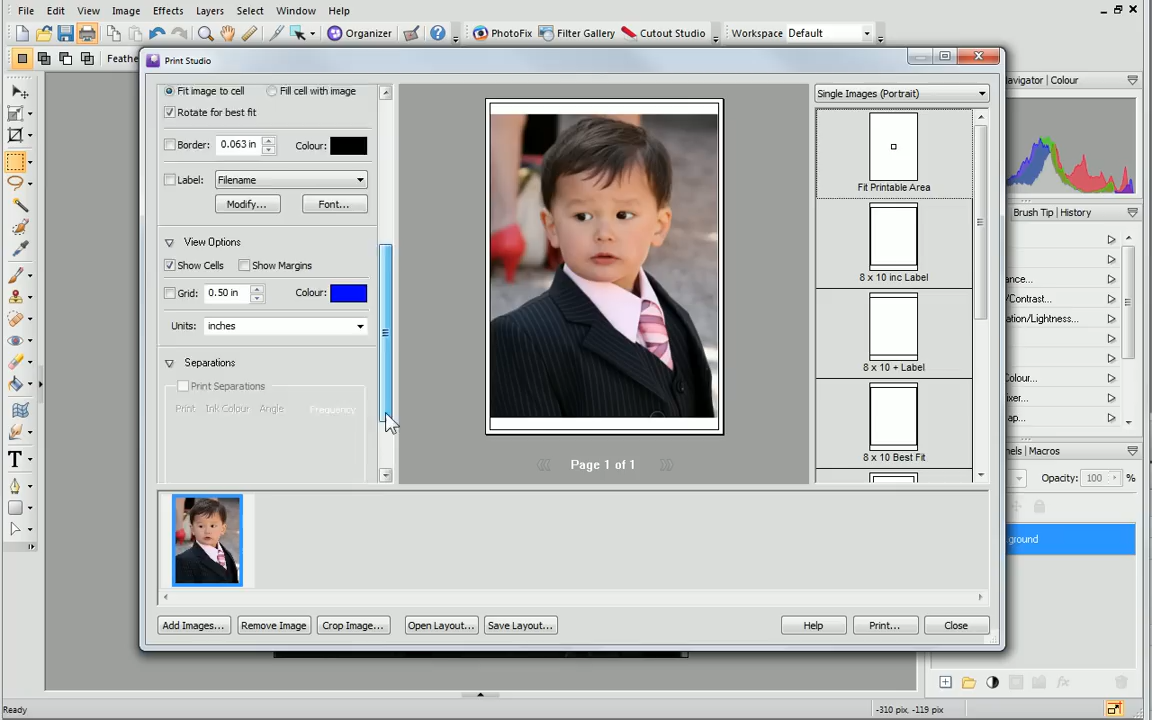 File Edit View Image Effects Layers Select Window Help
Organizer PhotoFix Filter Gallery Cutout Studio Workspace Default
Feathe
Print Studio
avigator | Colour
Fit image to cell Fill cell with image
Rotate for best fit
Border: 0.063 in Colour:
Label: Filename
Modify... Font...
View Options
Show Cells Show Margins
Grid: 0.50 in Colour:
Units: inches
Separations
Print Separations
Print Ink Colour Angle Frequency
Page 1 of 1
Single Images (Portrait)
Fit Printable Area
8 x 10 inc Label
8 x 10 + Label
8 x 10 Best Fit
Brush Tip | History
ance...
/Contrast...
ation/Lightness...
olour...
ixer...
ap...
nels | Macros
Opacity: 100 %
ground
T
Add Images... Remove Image Crop Image... Open Layout... Save Layout... Help Print... Close
fx
Ready -310 pix, -119 pix